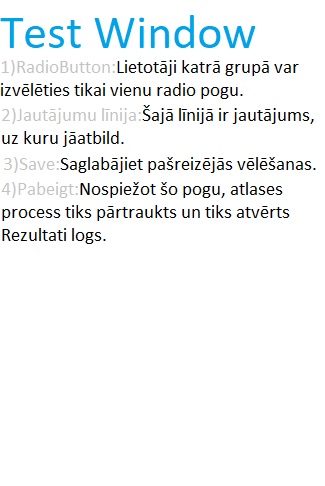 Test Window
1)RadioButton:Lietotāji katrā grupā var
izvēlēties tikai vienu radio pogu.
2)Jautājumu līnija:Šajā līnijā ir jautājums,
uz kuru jāatbild.
3)Save:Saglabājiet pašreizējās vēlēšanas.
4)Pabeigt:Nospiežot šo pogu, atlases
process tiks pārtraukts un tiks atvērts
Rezultati logs.